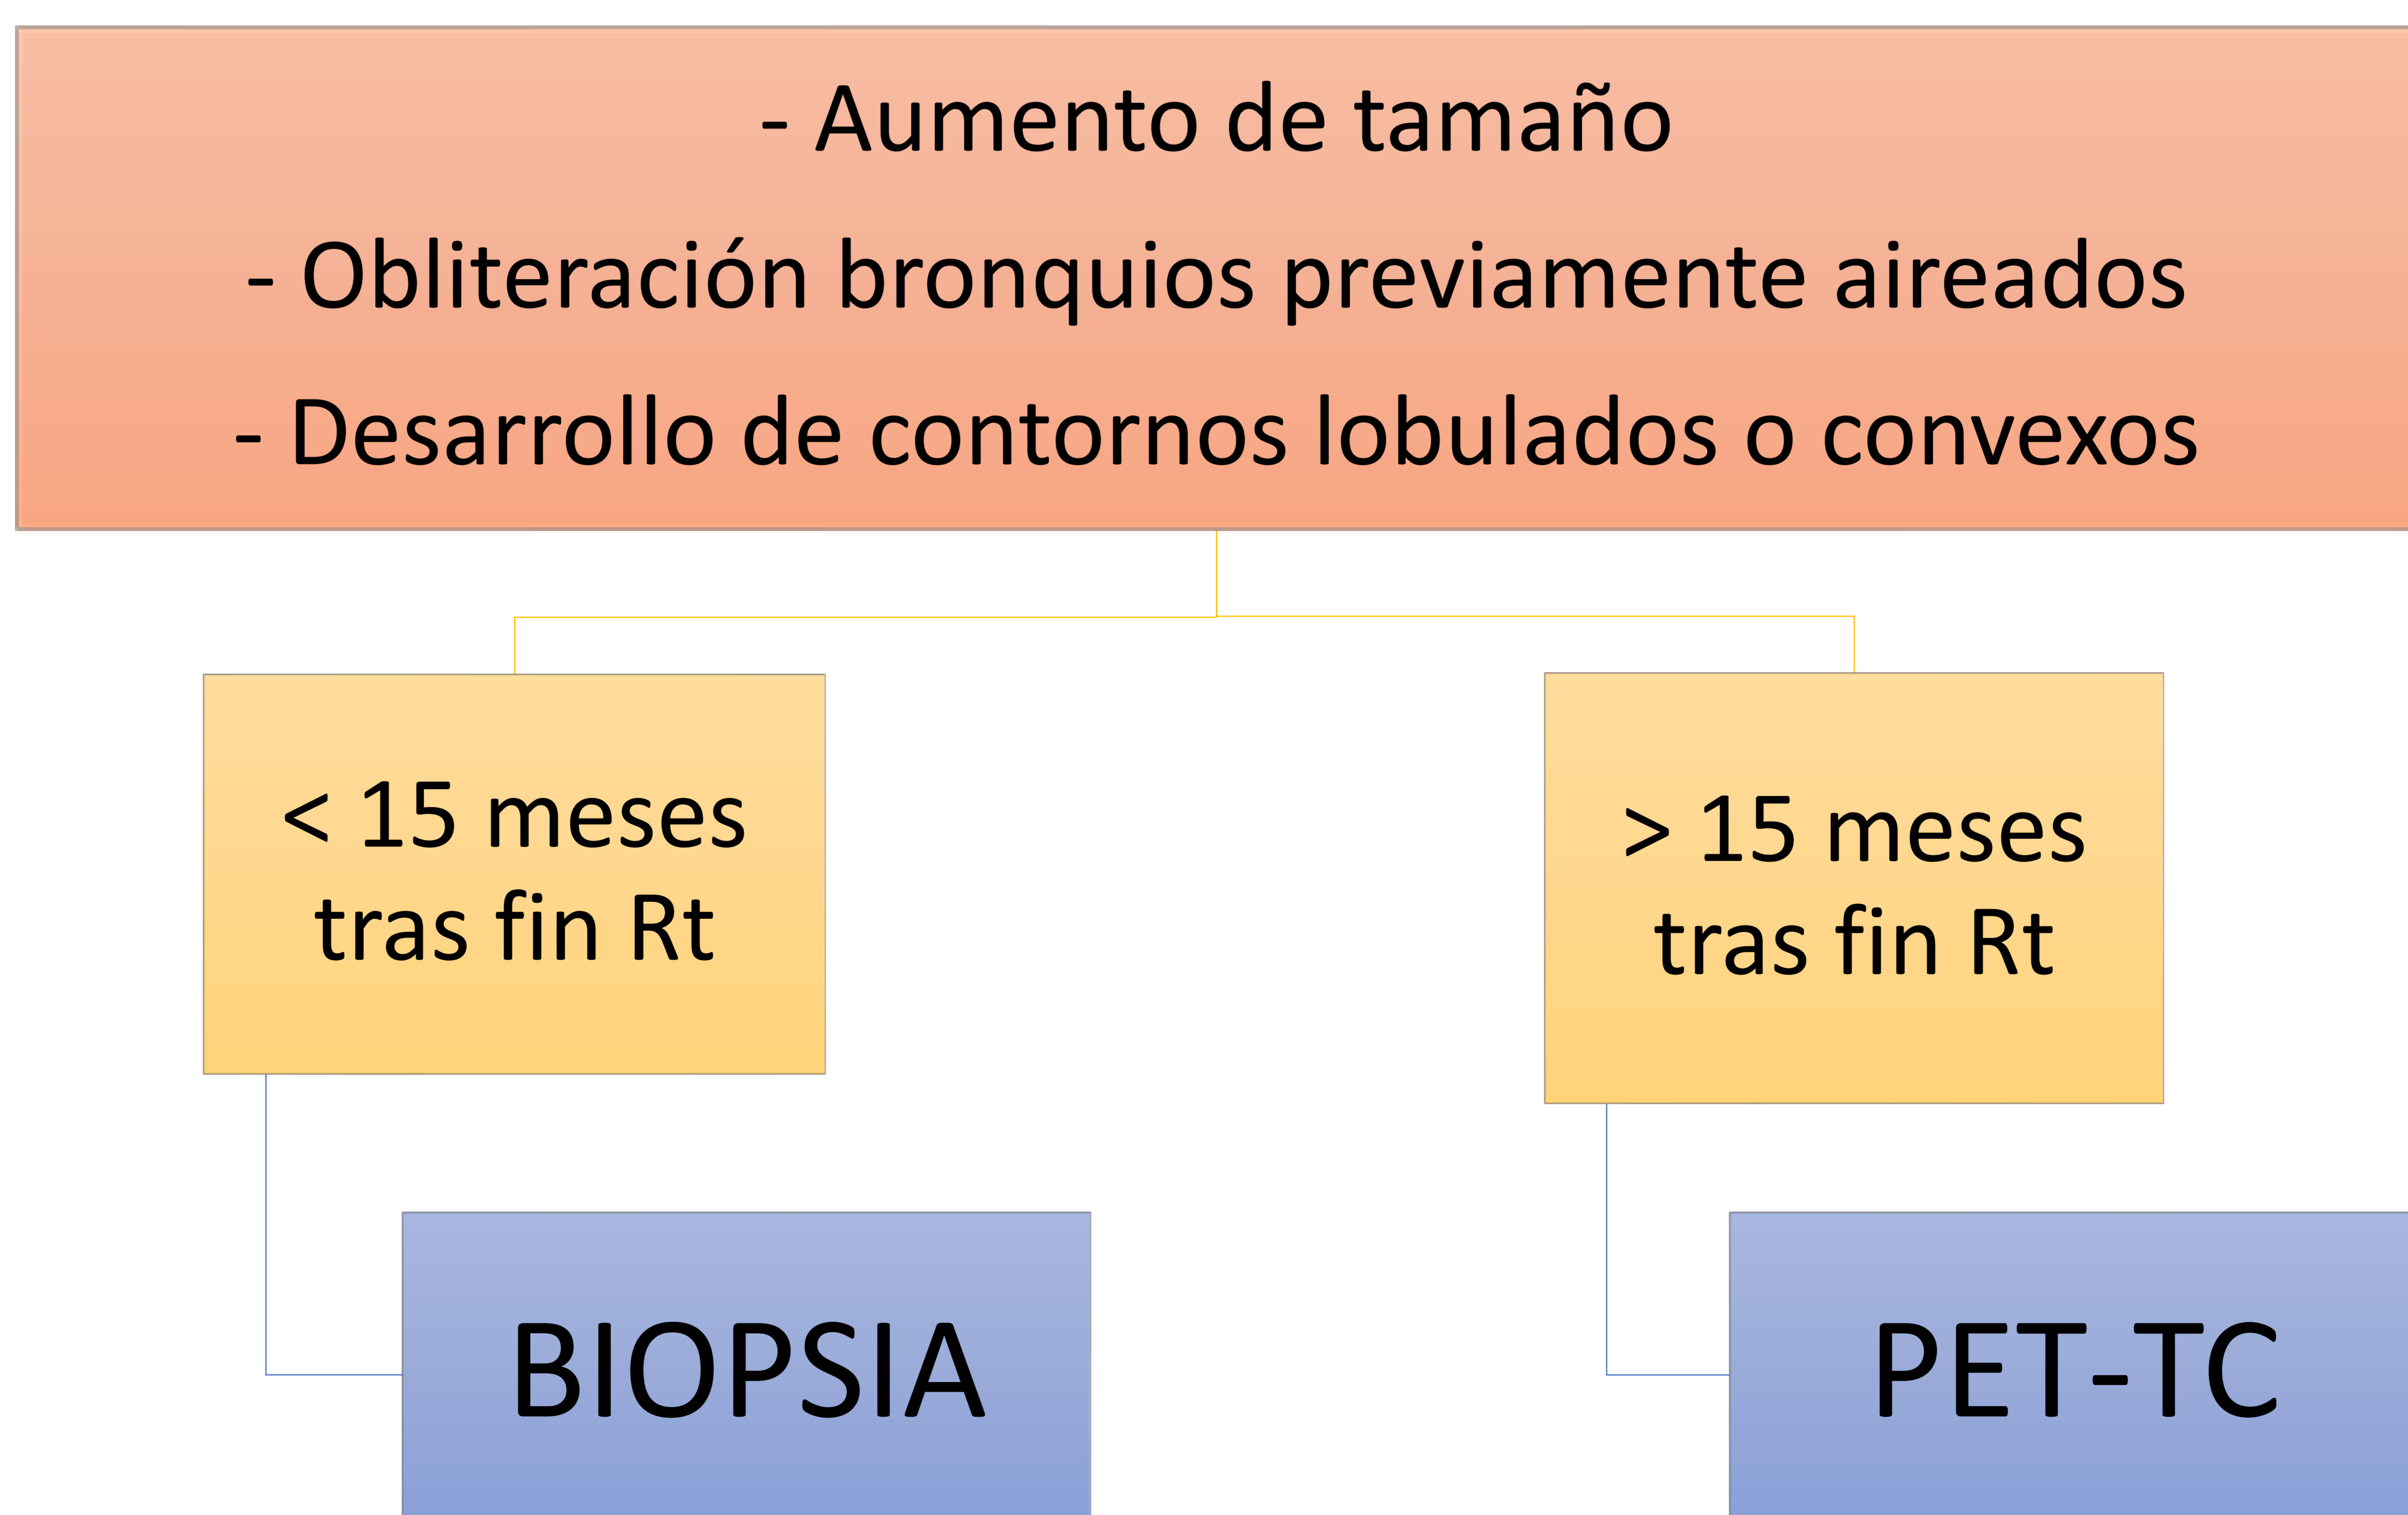 - Aumento de tamaño
- Obliteración bronquios previamente aireados
- Desarrollo de contornos lobulados o convexos
< 15 meses
tras fin Rt
> 15 meses
tras fin Rt
BIOPSIA
PET-TC